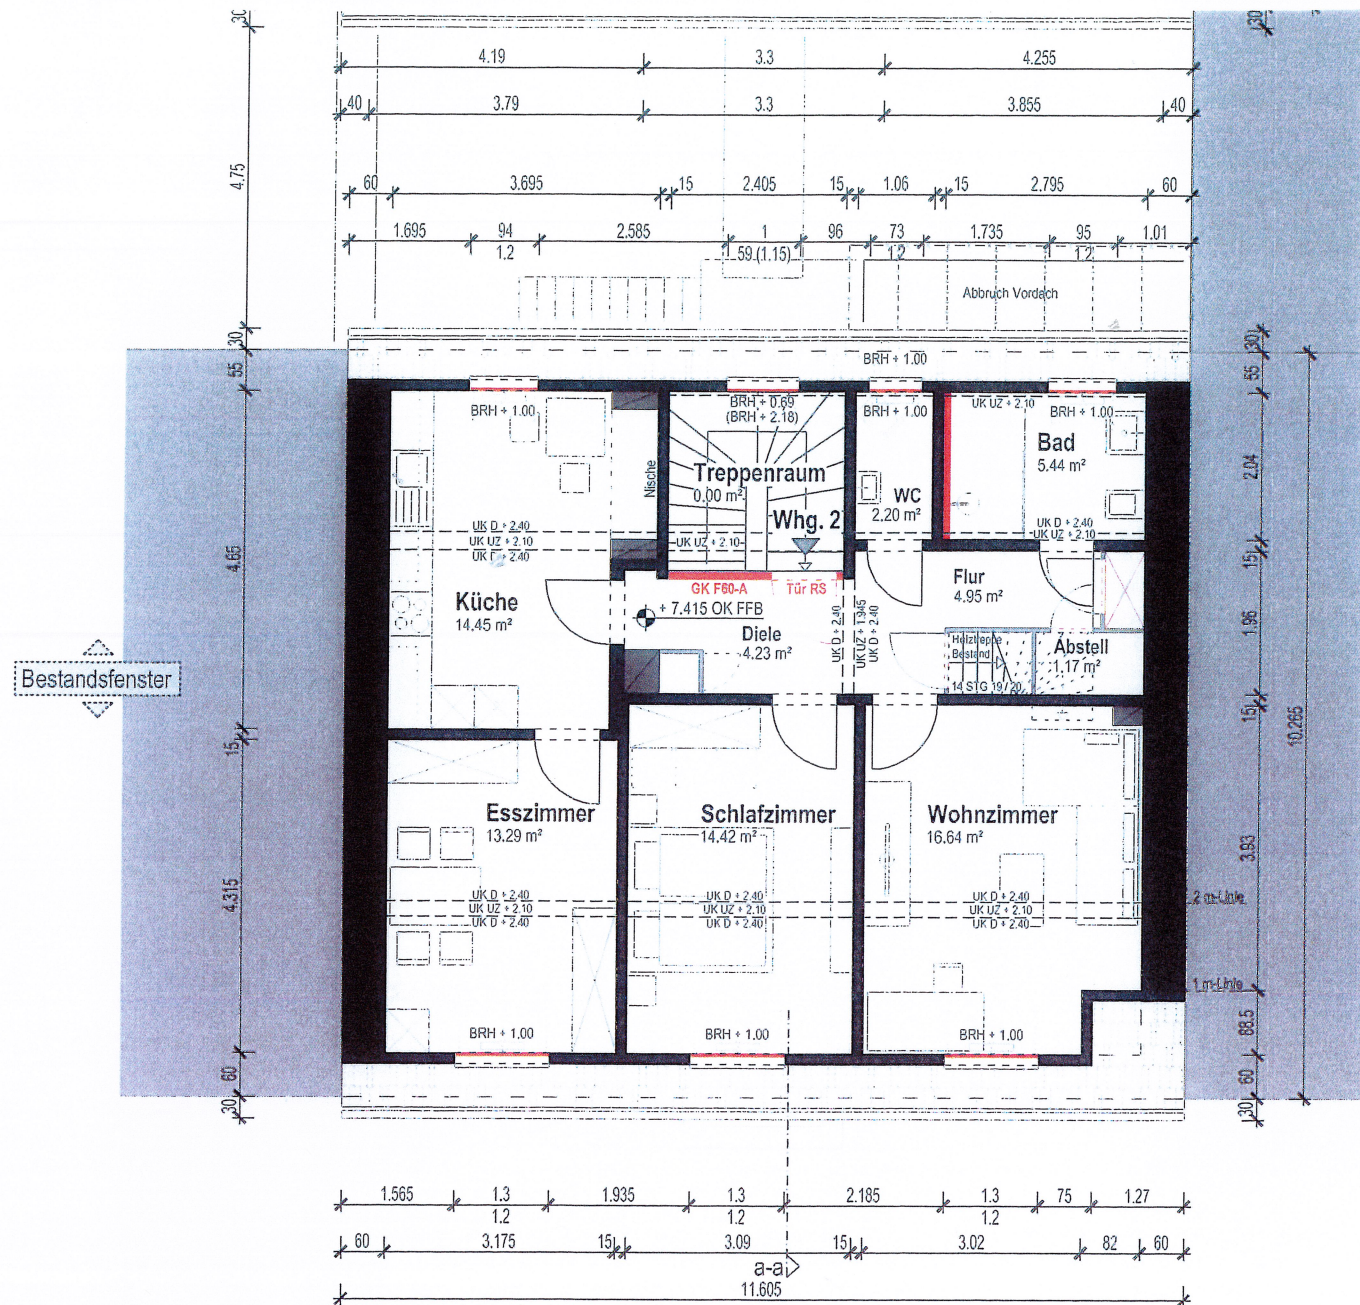 30
30
4.19 3.3 4.255
40 3.79 3.3 3.855 40
4.75
60 3.695 15 2.405 15 1.06 15 2.795 60
1.695 94 2.585 1 96 73 1.735 95 1.01
1.2 59 (1.15) 1.2 1.2
Abbruch Vordach
30
30
BRH + 1.00
55
55
BRH + 1.00
BRH + 0.69
(BRH + 2.18)
BRH + 1.00
UK UZ + 2.10
BRH + 1.00
Bad
5.44 m²
2.04
Nische
Treppenraum
0.00 m²
WC
2.20 m²
Whg. 2
UK D + 2.40
UK UZ + 2.10
UK D + 2.40
UK UZ + 2.10
UK D + 2.40
UK UZ + 2.10
4.65
15
Küche
14.45 m²
GK F60-A
Tür RS
Flur
4.95 m²
+ 7.415 OK FFB
Diele
4.23 m²
UK D + 2.40
UK UZ + 1.945
UK D + 2.40
1.96
Holztreppe
Bestand
14 STG 19 / 20
Abstell
1.17 m²
Bestandsfenster
15
15
10.265
Esszimmer
13.29 m²
Schlafzimmer
14.42 m²
Wohnzimmer
16.64 m²
3.93
4.315
UK D + 2.40
UK UZ + 2.10
UK D + 2.40
UK D + 2.40
UK UZ + 2.10
UK D + 2.40
UK D + 2.40
UK UZ + 2.10
UK D + 2.40
2 m-Linie
1 m-Linie
BRH + 1.00
BRH + 1.00
BRH + 1.00
68.5
60
60
30
30
1.565 1.3 1.935 1.3 2.185 1.3 75 1.27
1.2 1.2 1.2
60 3.175 15 3.09 15 3.02 82 60
a-a
11.605